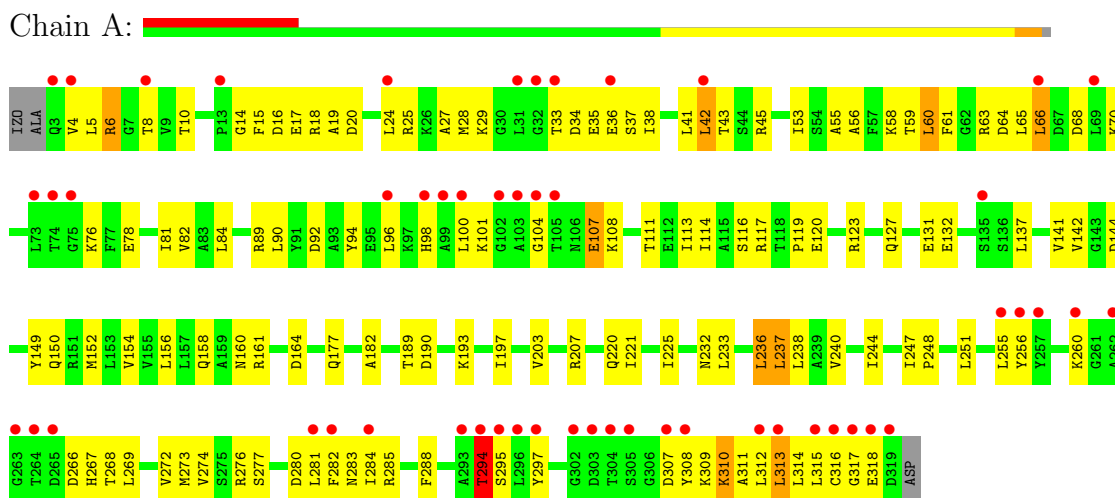 Chain A:
IZO ALA Q3 V4 L5 R6 G7 T8 V9 T10 P13 G14 F15 D16 E17 R18 A19 D20 L24 R25 K26 A27 M28 K29 G30 L31 G32 T33 D34 E35 E36 S37 I38 L41 L42 T43 S44 R45 I53 S54 A55 A56 F57 K58 T59 L60 F61 G62 R63 D64 L65 L66 D67 D68 L69 K70
L73 T74 G75 K76 F77 E78 I81 V82 A83 L84 R89 L90 Y91 D92 A93 Y94 E95 L96 K97 H98 A99 L100 K101 G102 A103 G104 T105 N106 E107 K108 T111 E112 I113 I114 A115 S116 R117 T118 P119 E120 R123 Q127 E131 E132 S135 S136 L137 V141 V142 G143 D144
Y149 Q150 R151 M152 L153 V154 V155 L156 L157 Q158 A159 N160 R161 D164 Q177 A182 T189 D190 K193 I197 V203 R207 Q220 I221 I225 N232 L233 L236 L237 L238 A239 V240 I244 I247 P248 L251 L255 Y256 Y257 K260 G261 A262
G263 T264 D265 D266 H267 T268 L269 V272 M273 V274 S275 R276 S277 D280 L281 F282 N283 I284 R285 F288 A293 T294 S295 L296 Y297 G302 D303 T304 S305 G306 D307 Y308 K309 K310 A311 L312 L313 L314 L315 C316 G317 E318 D319 ASP